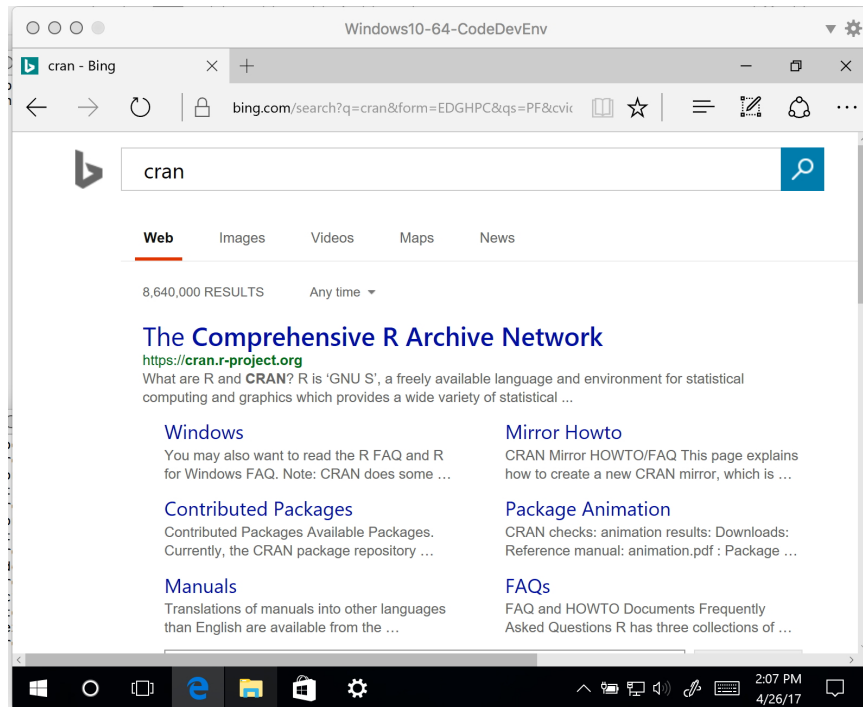 Windows10-64-CodeDevEnv
cran - Bing
bing.com/search?q=cran&form=EDGHPC&qs=PF&cvic
cran
Web Images Videos Maps News
8,640,000 RESULTS Any time
The Comprehensive R Archive Network
https://cran.r-project.org
What are R and CRAN? R is ‘GNU S’, a freely available language and environment for statistical
computing and graphics which provides a wide variety of statistical ...
Windows
You may also want to read the R FAQ and R
for Windows FAQ. Note: CRAN does some ...
Mirror Howto
CRAN Mirror HOWTO/FAQ This page explains
how to create a new CRAN mirror, which is ...
Contributed Packages
Contributed Packages Available Packages.
Currently, the CRAN package repository ...
Package Animation
CRAN checks: animation results: Downloads:
Reference manual: animation.pdf : Package ...
Manuals
Translations of manuals into other languages
than English are available from the ...
FAQs
FAQ and HOWTO Documents Frequently
Asked Questions R has three collections of ...
2:07 PM
4/26/17